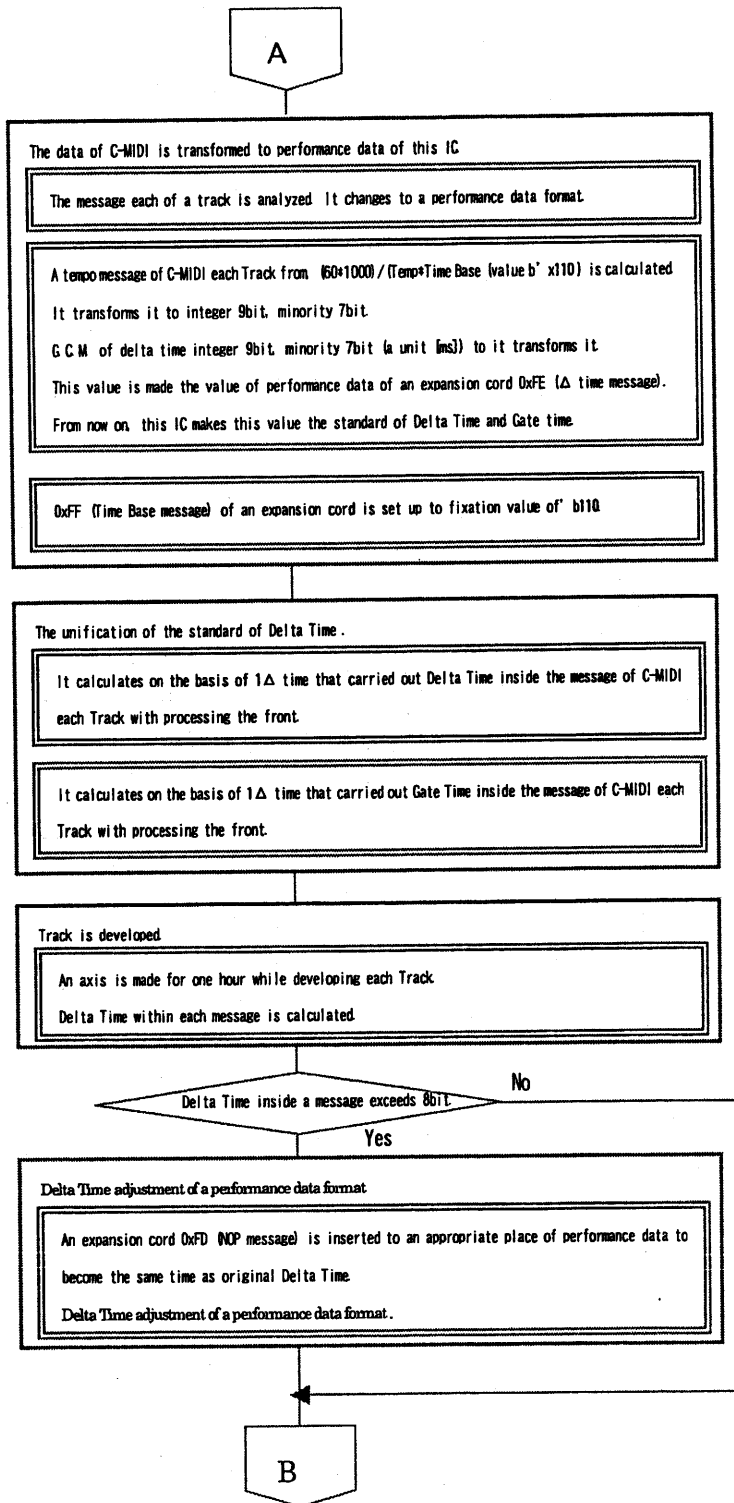 A
The data of C-MIDI is transformed to performance data of this IC
The message each of a track is analyzed It changes to a performance data format.
A tempo message of C-MIDI each Track from (60*1000)/(Temp*Time Base (value b' x110) is calculated
It transforms it to integer 9bit, minority 7bit
G C M of delta time integer 9bit, minority 7bit (a unit [ms]) to it transforms it
This value is made the value of performance data of an expansion cord 0xFE (Δ time message).
From now on, this IC makes this value the standard of Delta Time and Gate time
0xFF (Time Base message) of an expansion cord is set up to fixation value of' b110.
The unification of the standard of Delta Time.
It calculates on the basis of 1Δ time that carried out Delta Time inside the message of C-MIDI
each Track with processing the front.
It calculates on the basis of 1Δ time that carried out Gate Time inside the message of C-MIDI each
Track with processing the front.
Track is developed.
An axis is made for one hour while developing each Track.
Delta Time within each message is calculated.
Delta Time inside a message exceeds 8bit.
No
Yes
Delta Time adjustment of a performance data format
An expansion cord 0xFD (NOP message) is inserted to an appropriate place of performance data to
become the same time as original Delta Time.
Delta Time adjustment of a performance data format.
B